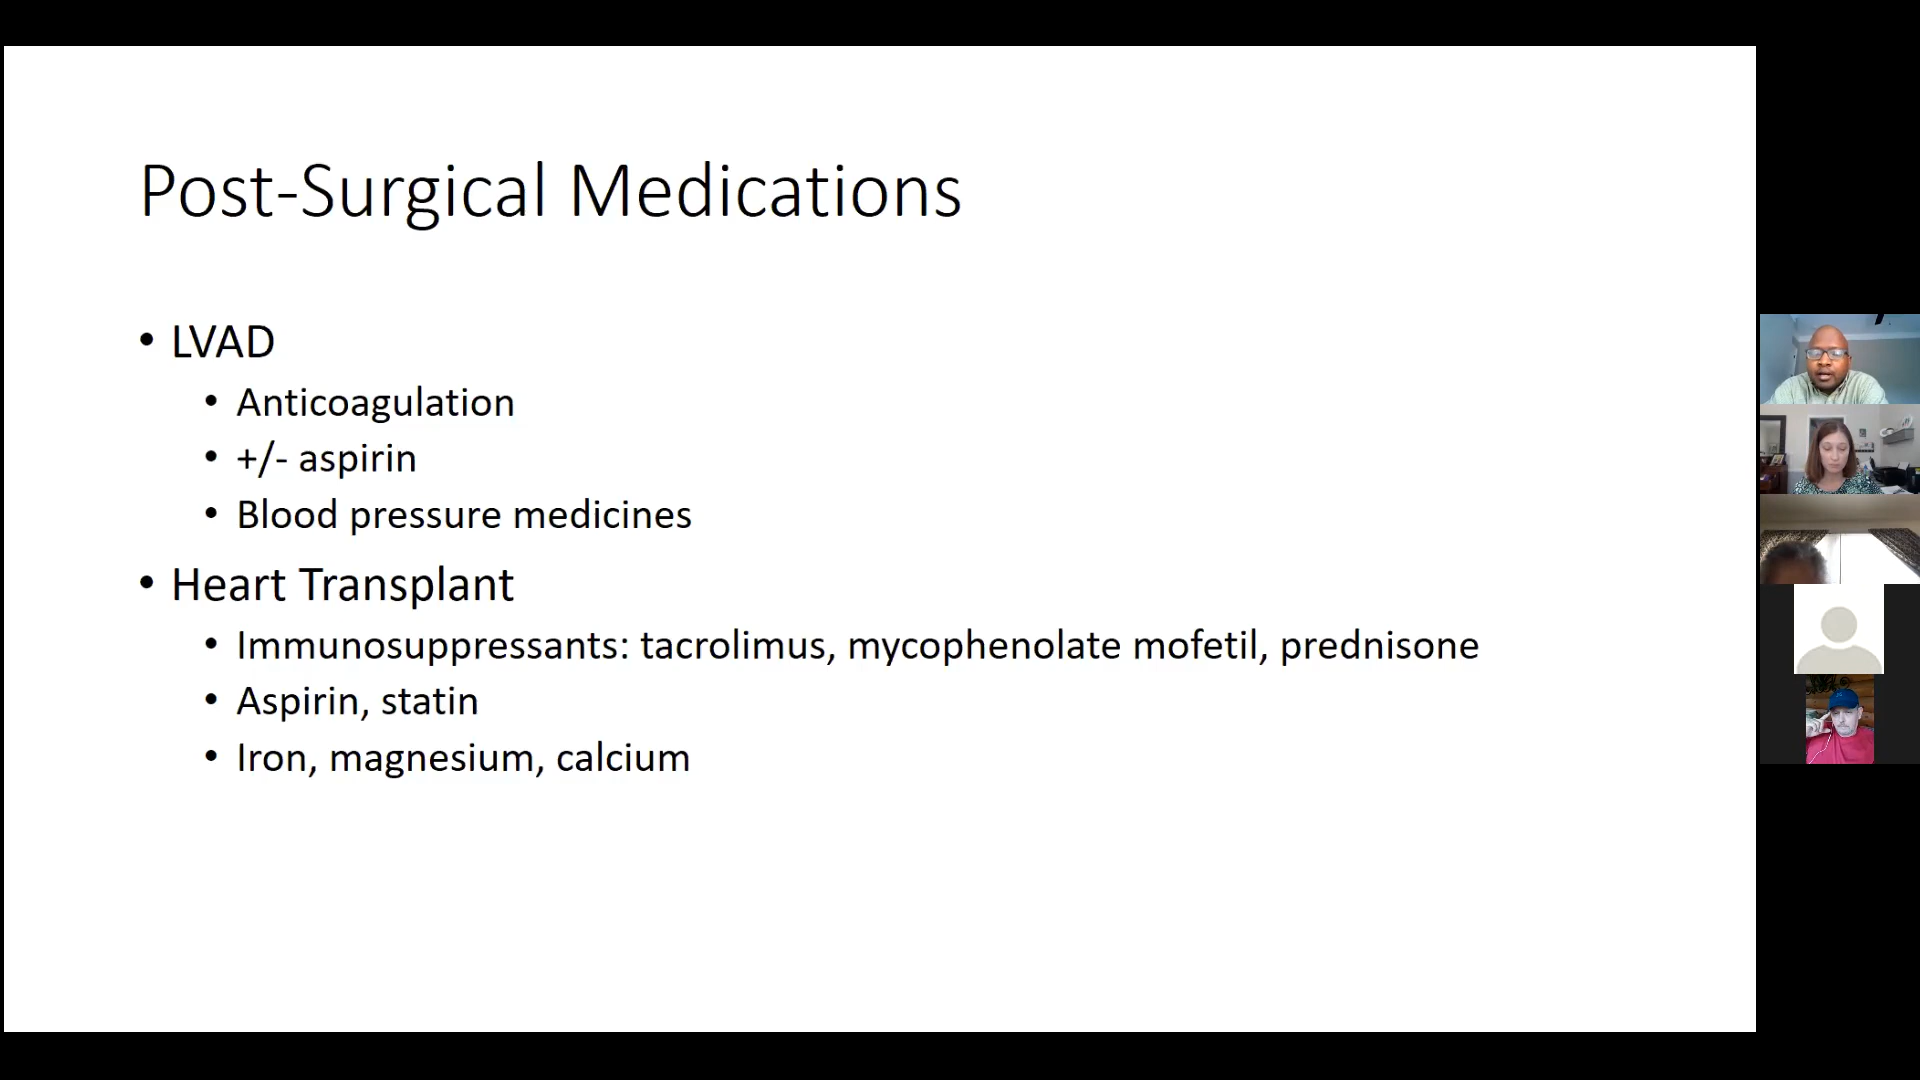 Post-Surgical Medications
• LVAD
• Anticoagulation
• +/- aspirin
• Blood pressure medicines
• Heart Transplant
• Immunosuppressants: tacrolimus, mycophenolate mofetil, prednisone
• Aspirin, statin
• Iron, magnesium, calcium